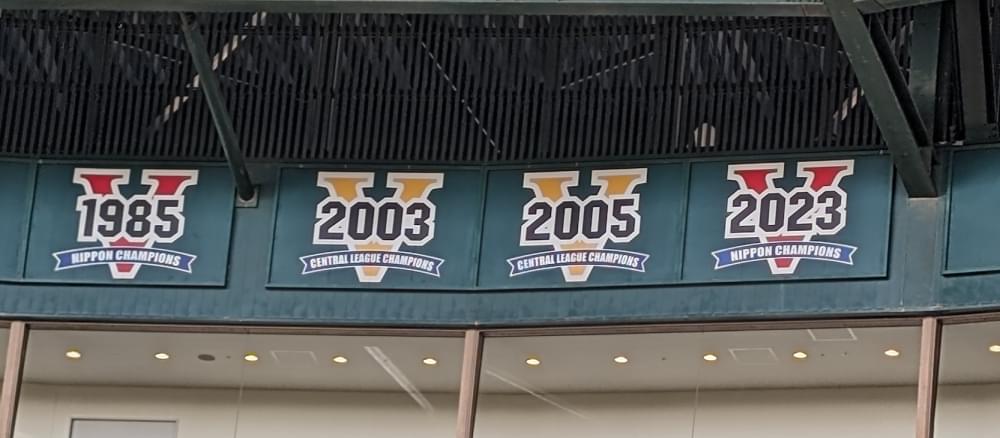 1985
NIPPON CHAMPIONS
2003
CENTRAL LEAGUE CHAMPIONS
2005
CENTRAL LEAGUE CHAMPIONS
2023
NIPPON CHAMPIONS